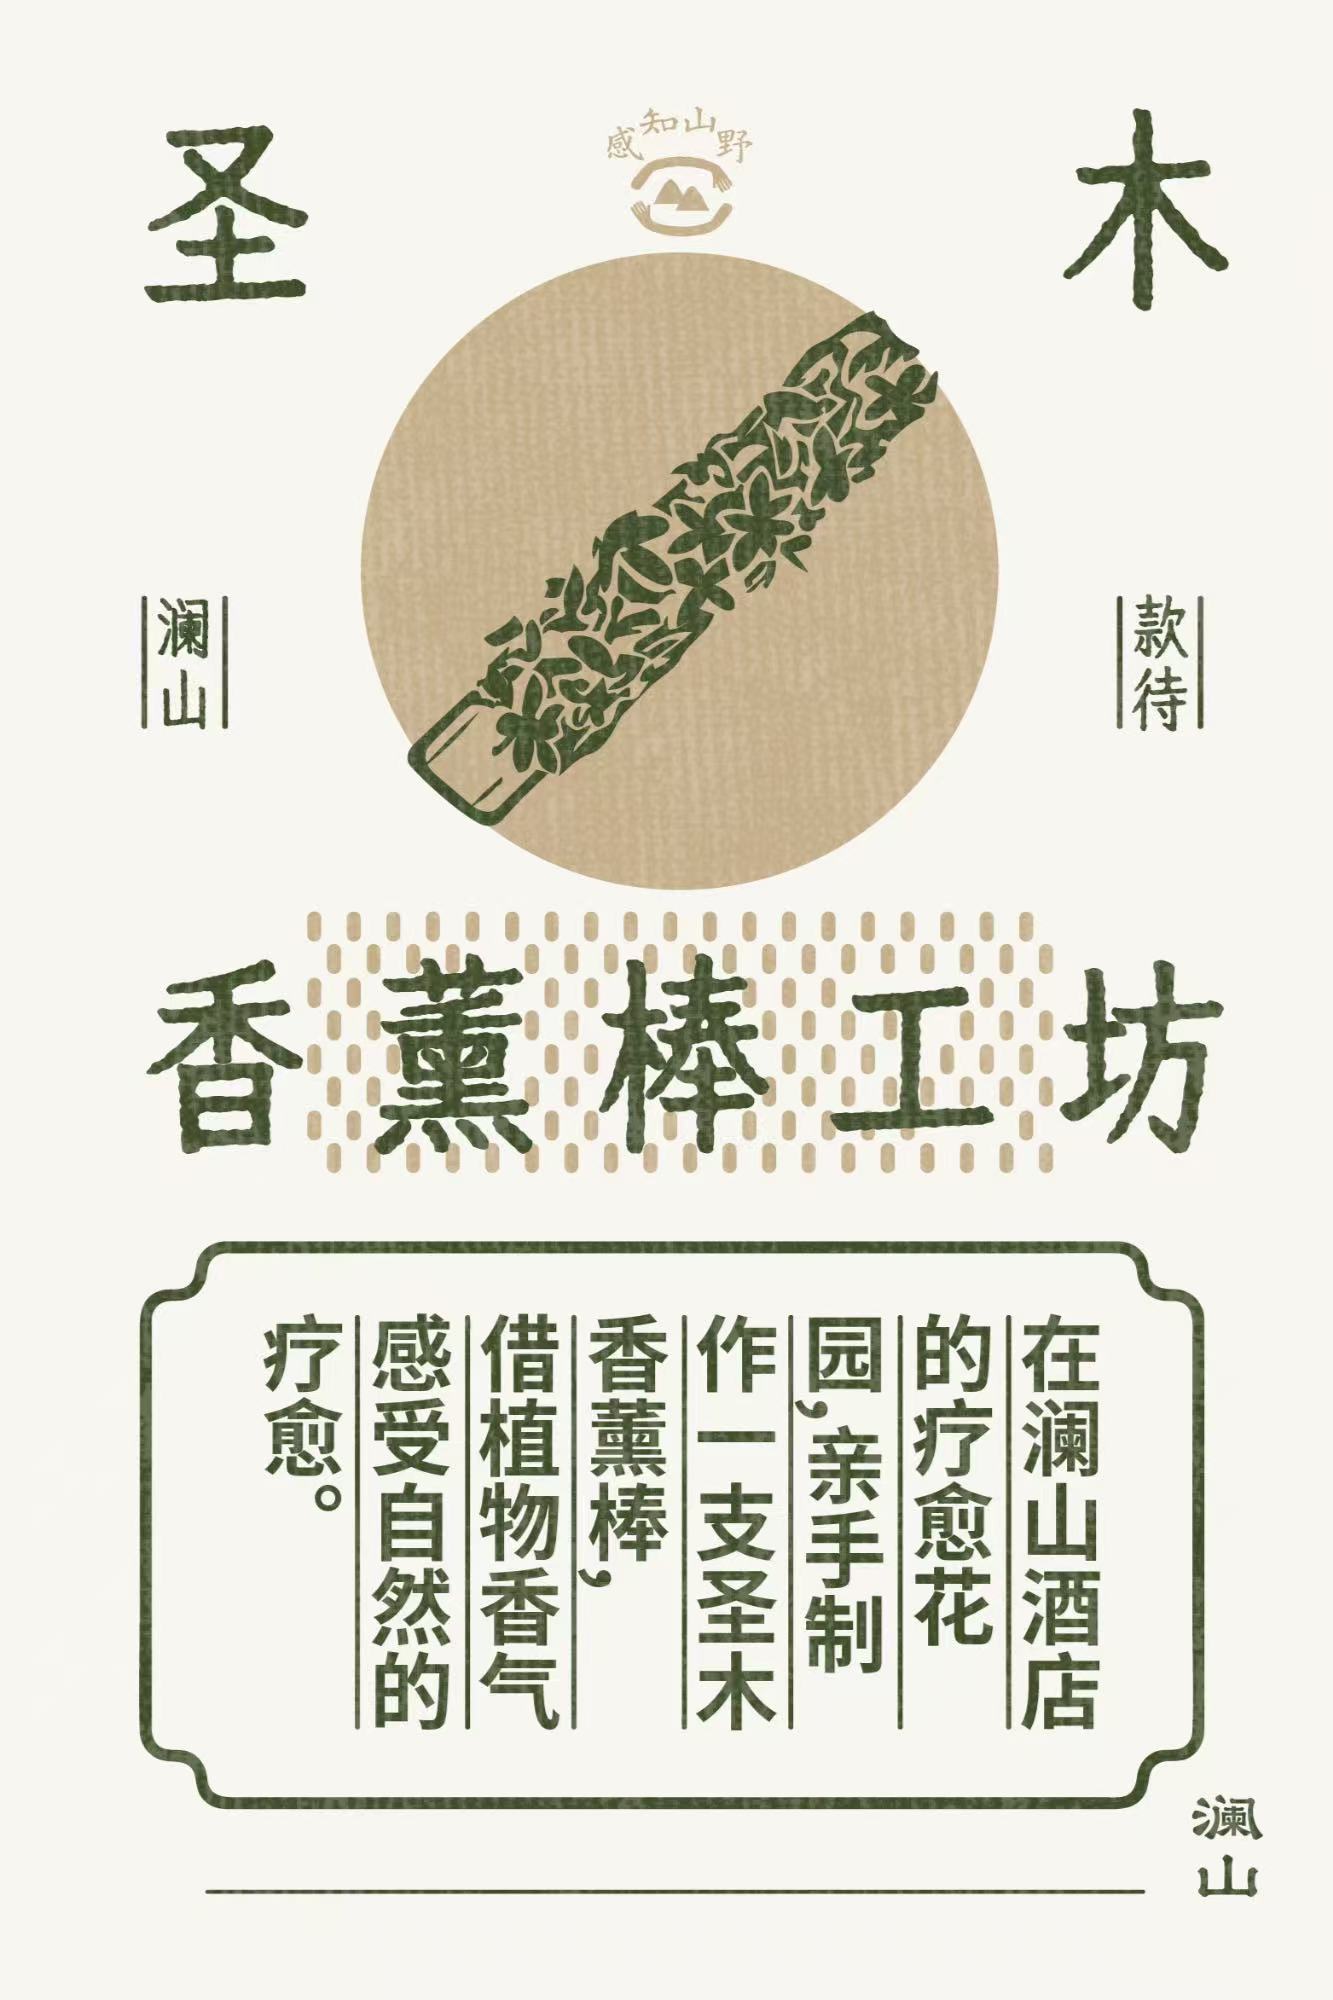 感知山野
圣木
澜山
款待
香薰棒工坊
在澜山酒店
的疗愈花
园,亲手制
作一支圣木
香薰棒,
借植物香气
感受自然的
疗愈。
澜山